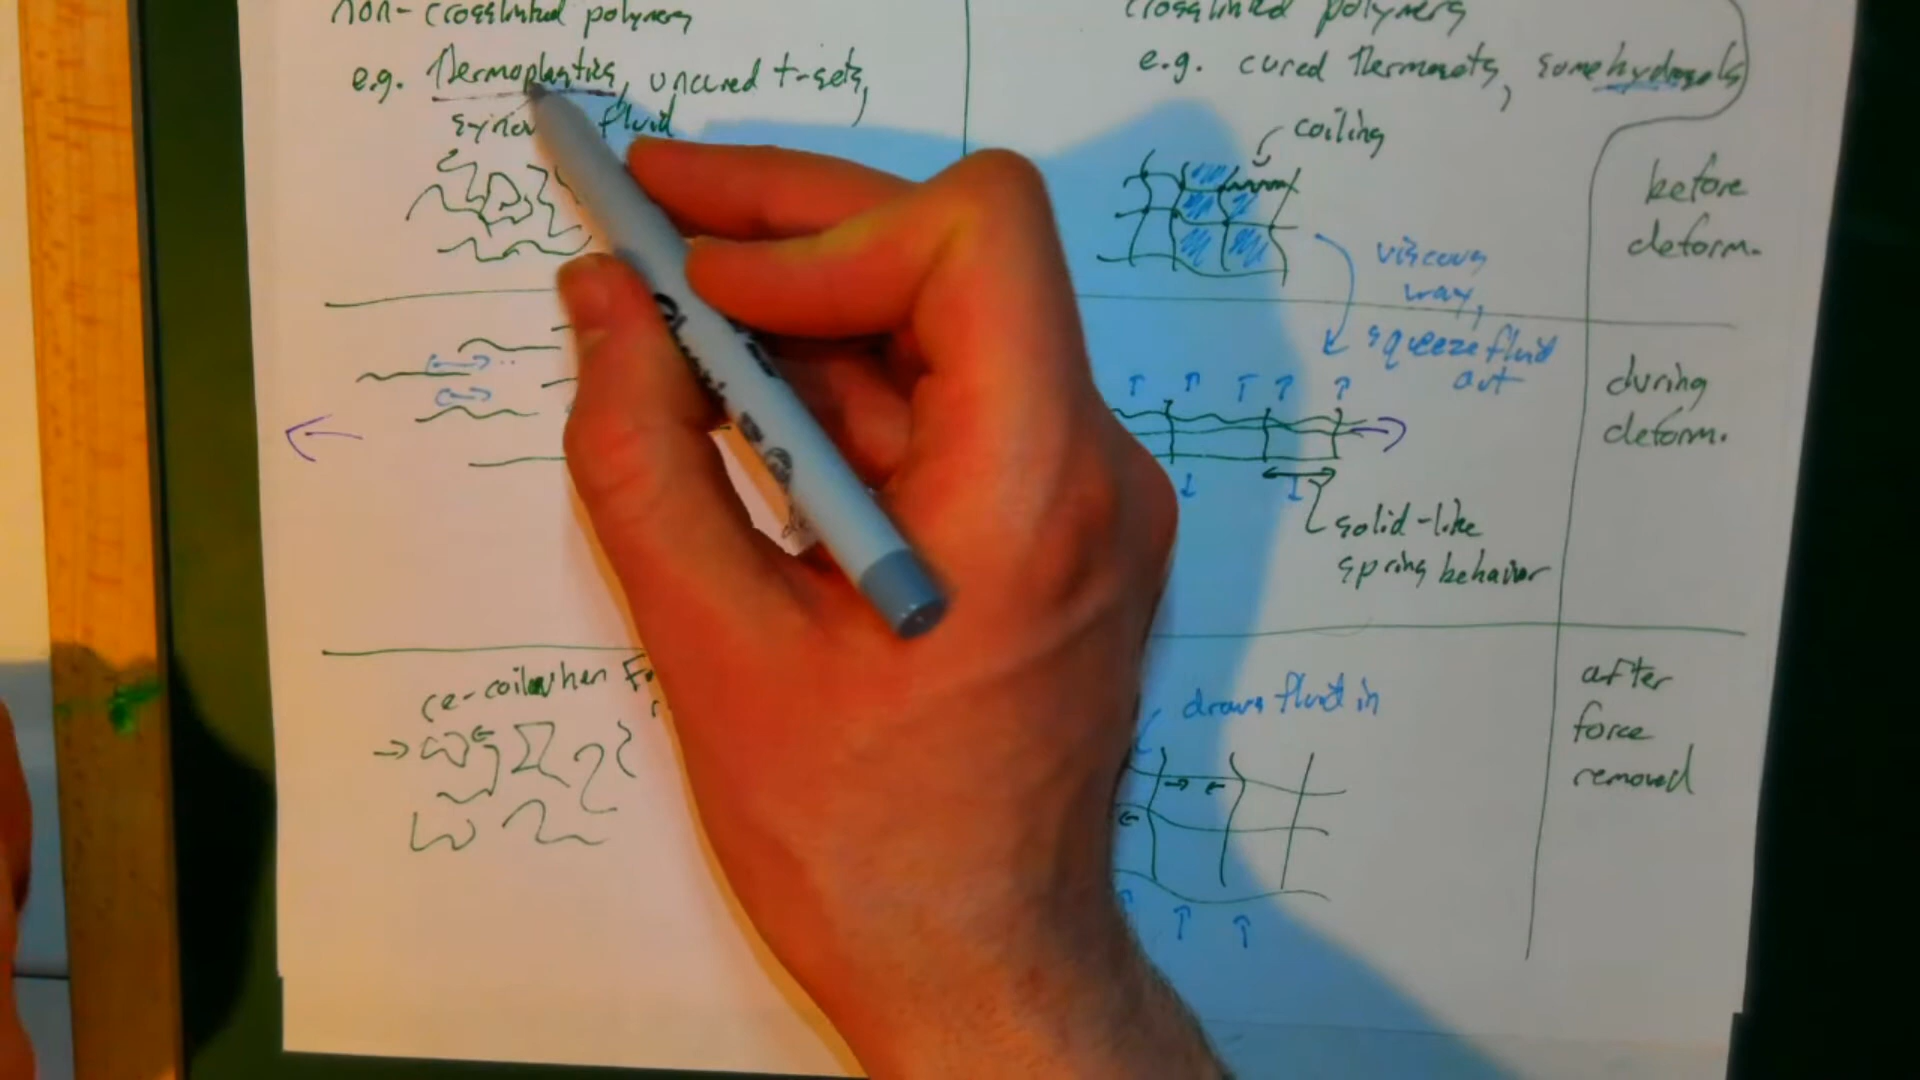 non-crosslinked polymers
e.g. thermoplastics, uncured t-sets,
fluid
crosslinked polymers
e.g. cured thermosets, some hydrogels
coiling
before
deform.
viscous
way,
squeeze fluid
out
during
deform.
solid-like
spring behavior
re-coil when
draws fluid in
after
force
removed